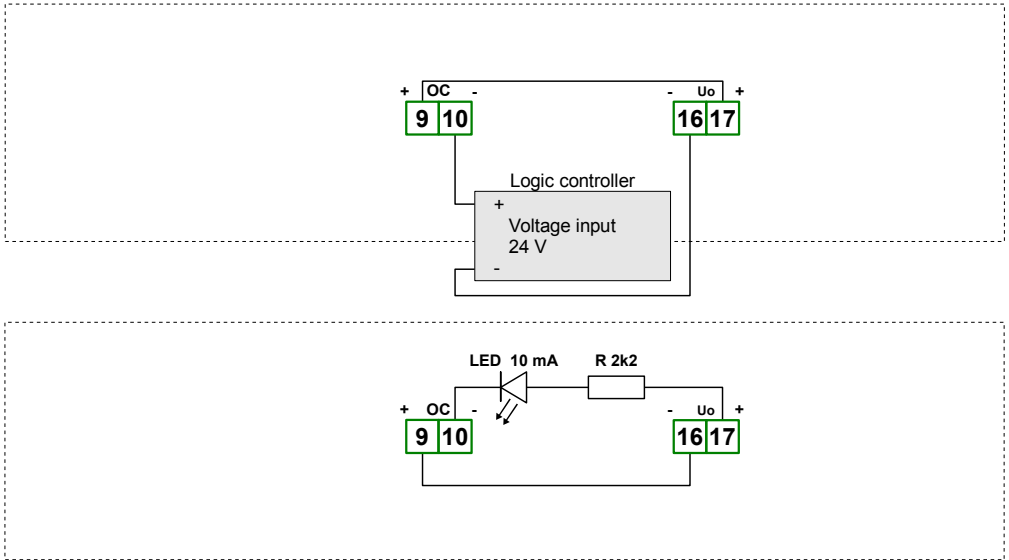 + OC - - Uo +
9 10 16 17
Logic controller
+
Voltage input
24 V
-
LED 10 mA R 2k2
+ OC - - Uo +
9 10 16 17